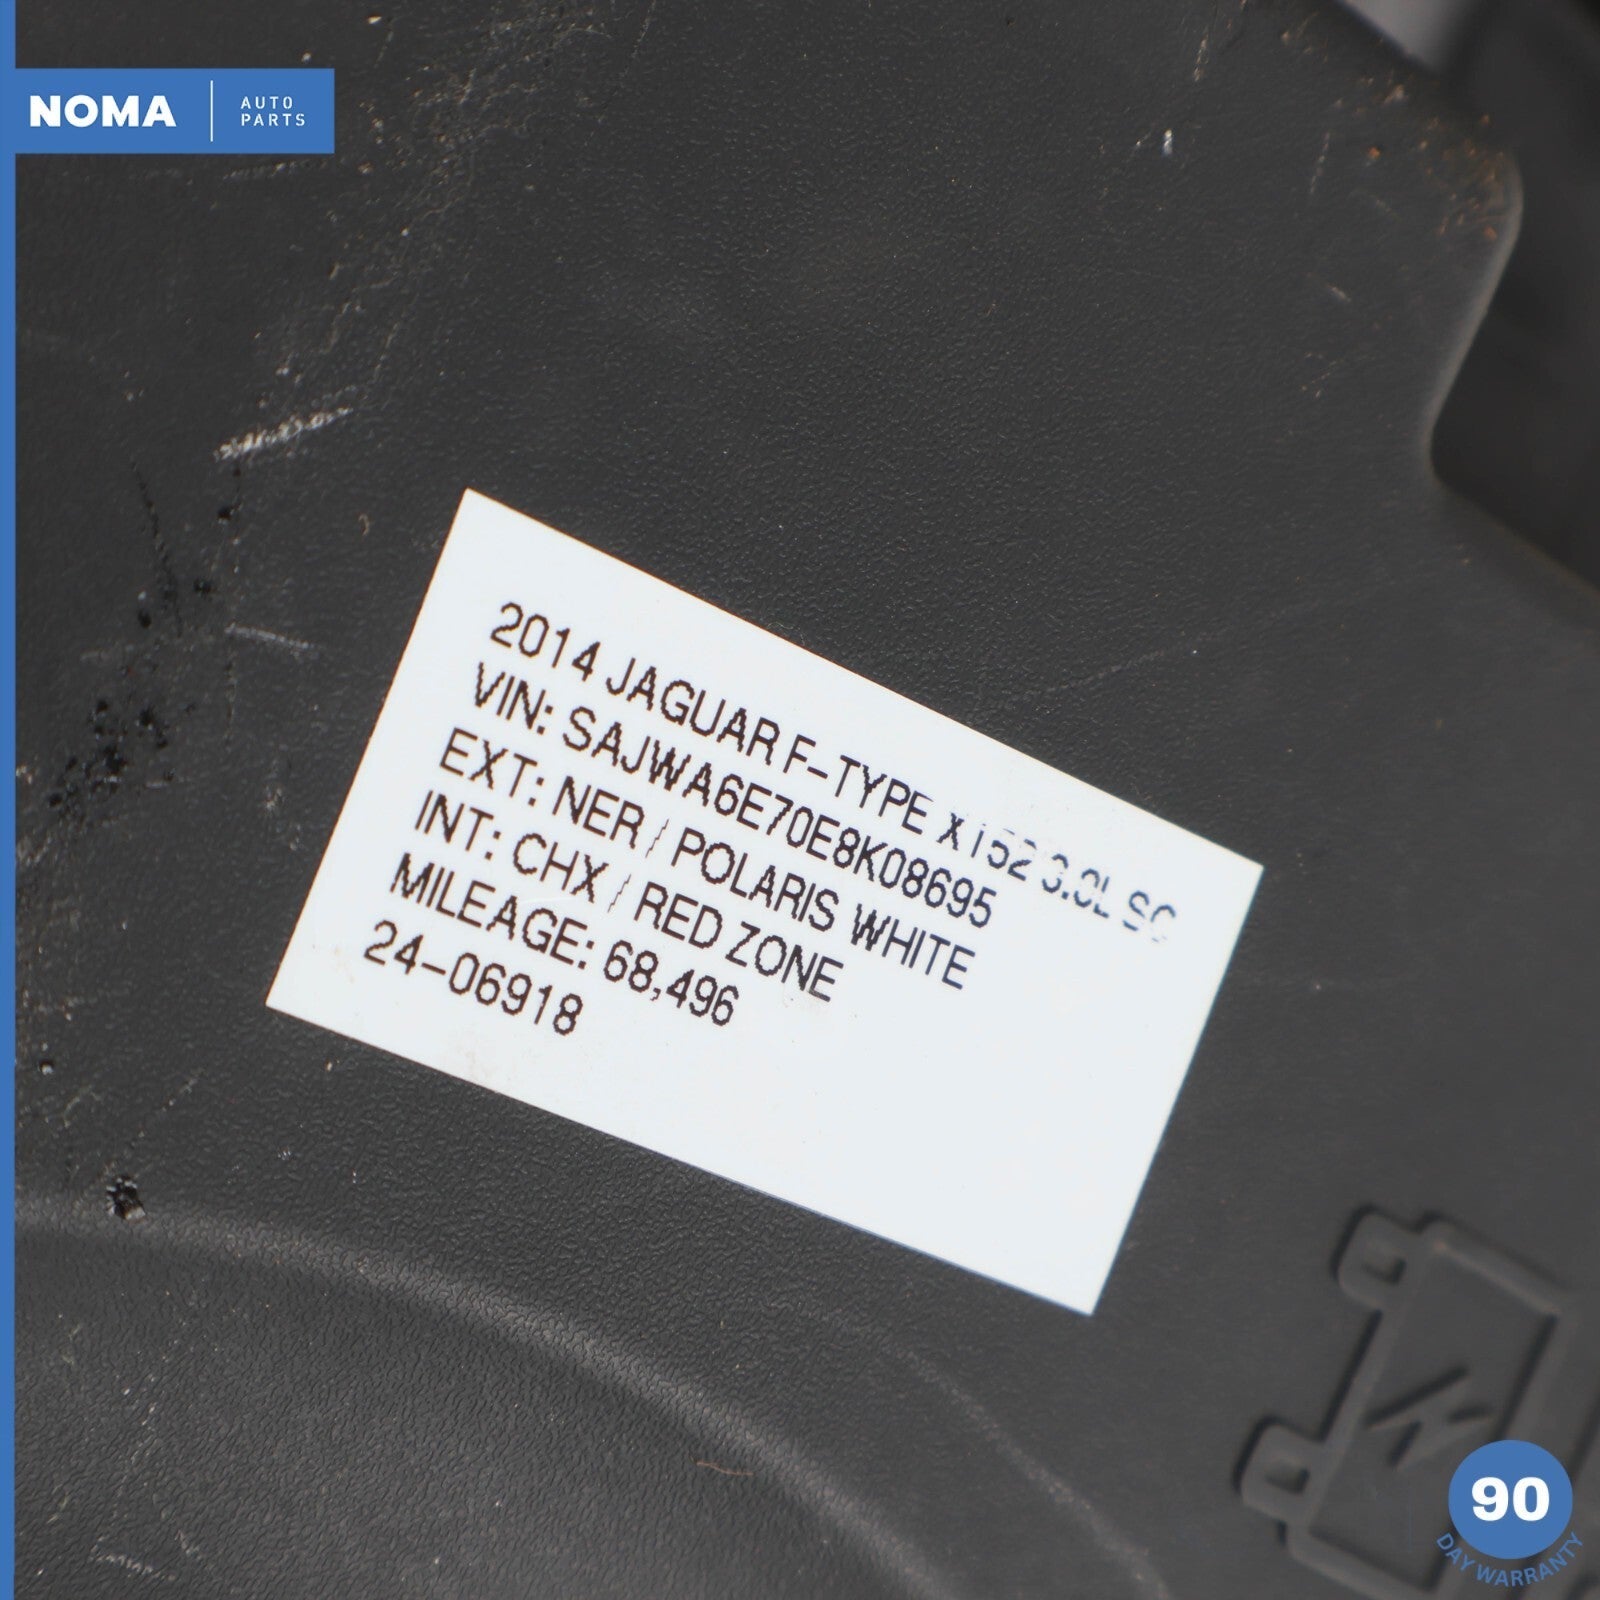 NOMA
AUTO
PARTS
2014 JAGUAR F-TYPE X152 3.0L SC
VIN: SAJWA6E70E8K08695
EXT: NER / POLARIS WHITE
INT: CHX / RED ZONE
MILEAGE: 68,496
24-06918
90
DAY WARRANTY